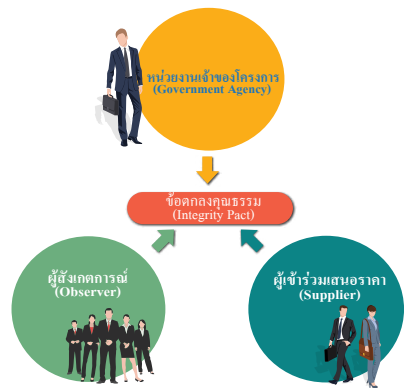 หน่วยงานเจ้าของโครงการ
(Government Agency)
ข้อตกลงคุณธรรม
(Integrity Pact)
ผู้สังเกตการณ์
(Observer)
ผู้เข้าร่วมเสนอราคา
(Supplier)